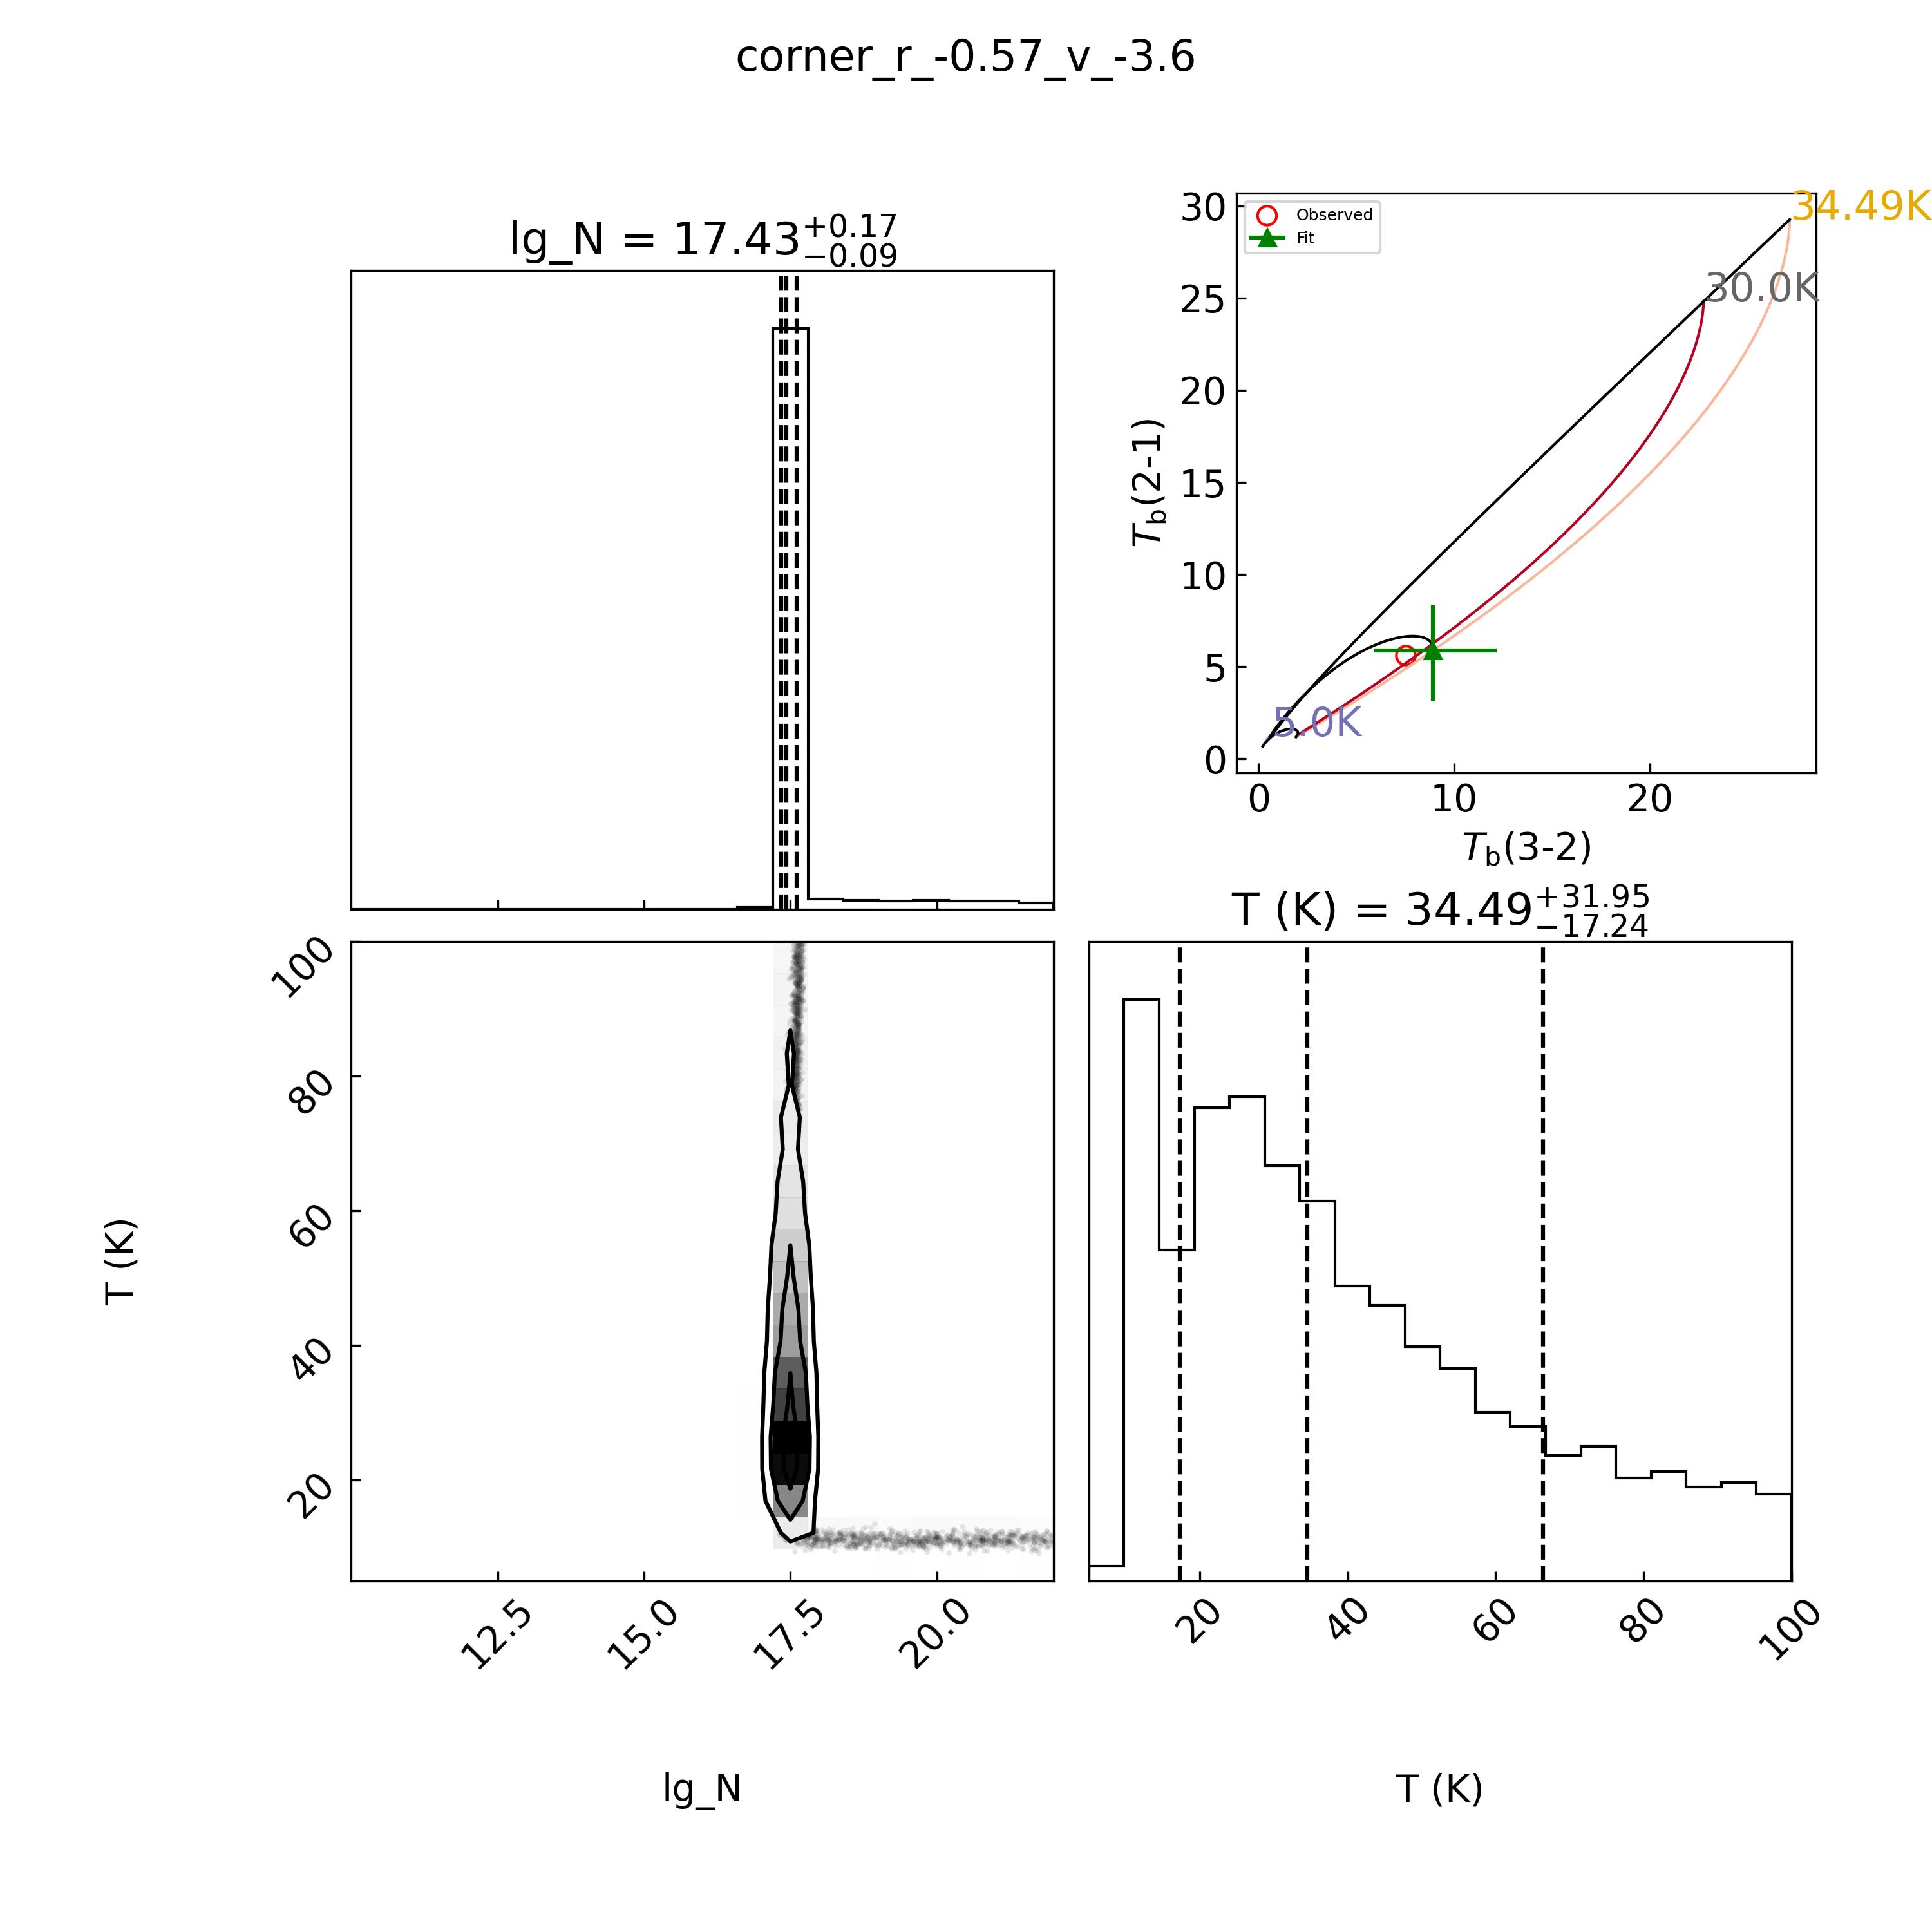 corner_r_-0.57_v_-3.6
lg_N = 17.43+0.17−0.09
30
25
20
15
10
5
0
Tb(2-1)
Observed
Fit
34.49K
30.0K
5.0K
0 10 20
Tb(3-2)
T (K) = 34.49+31.95−17.24
100
80
60
40
20
T (K)
12.5 15.0 17.5 20.0
lg_N
20 40 60 80 100
T (K)